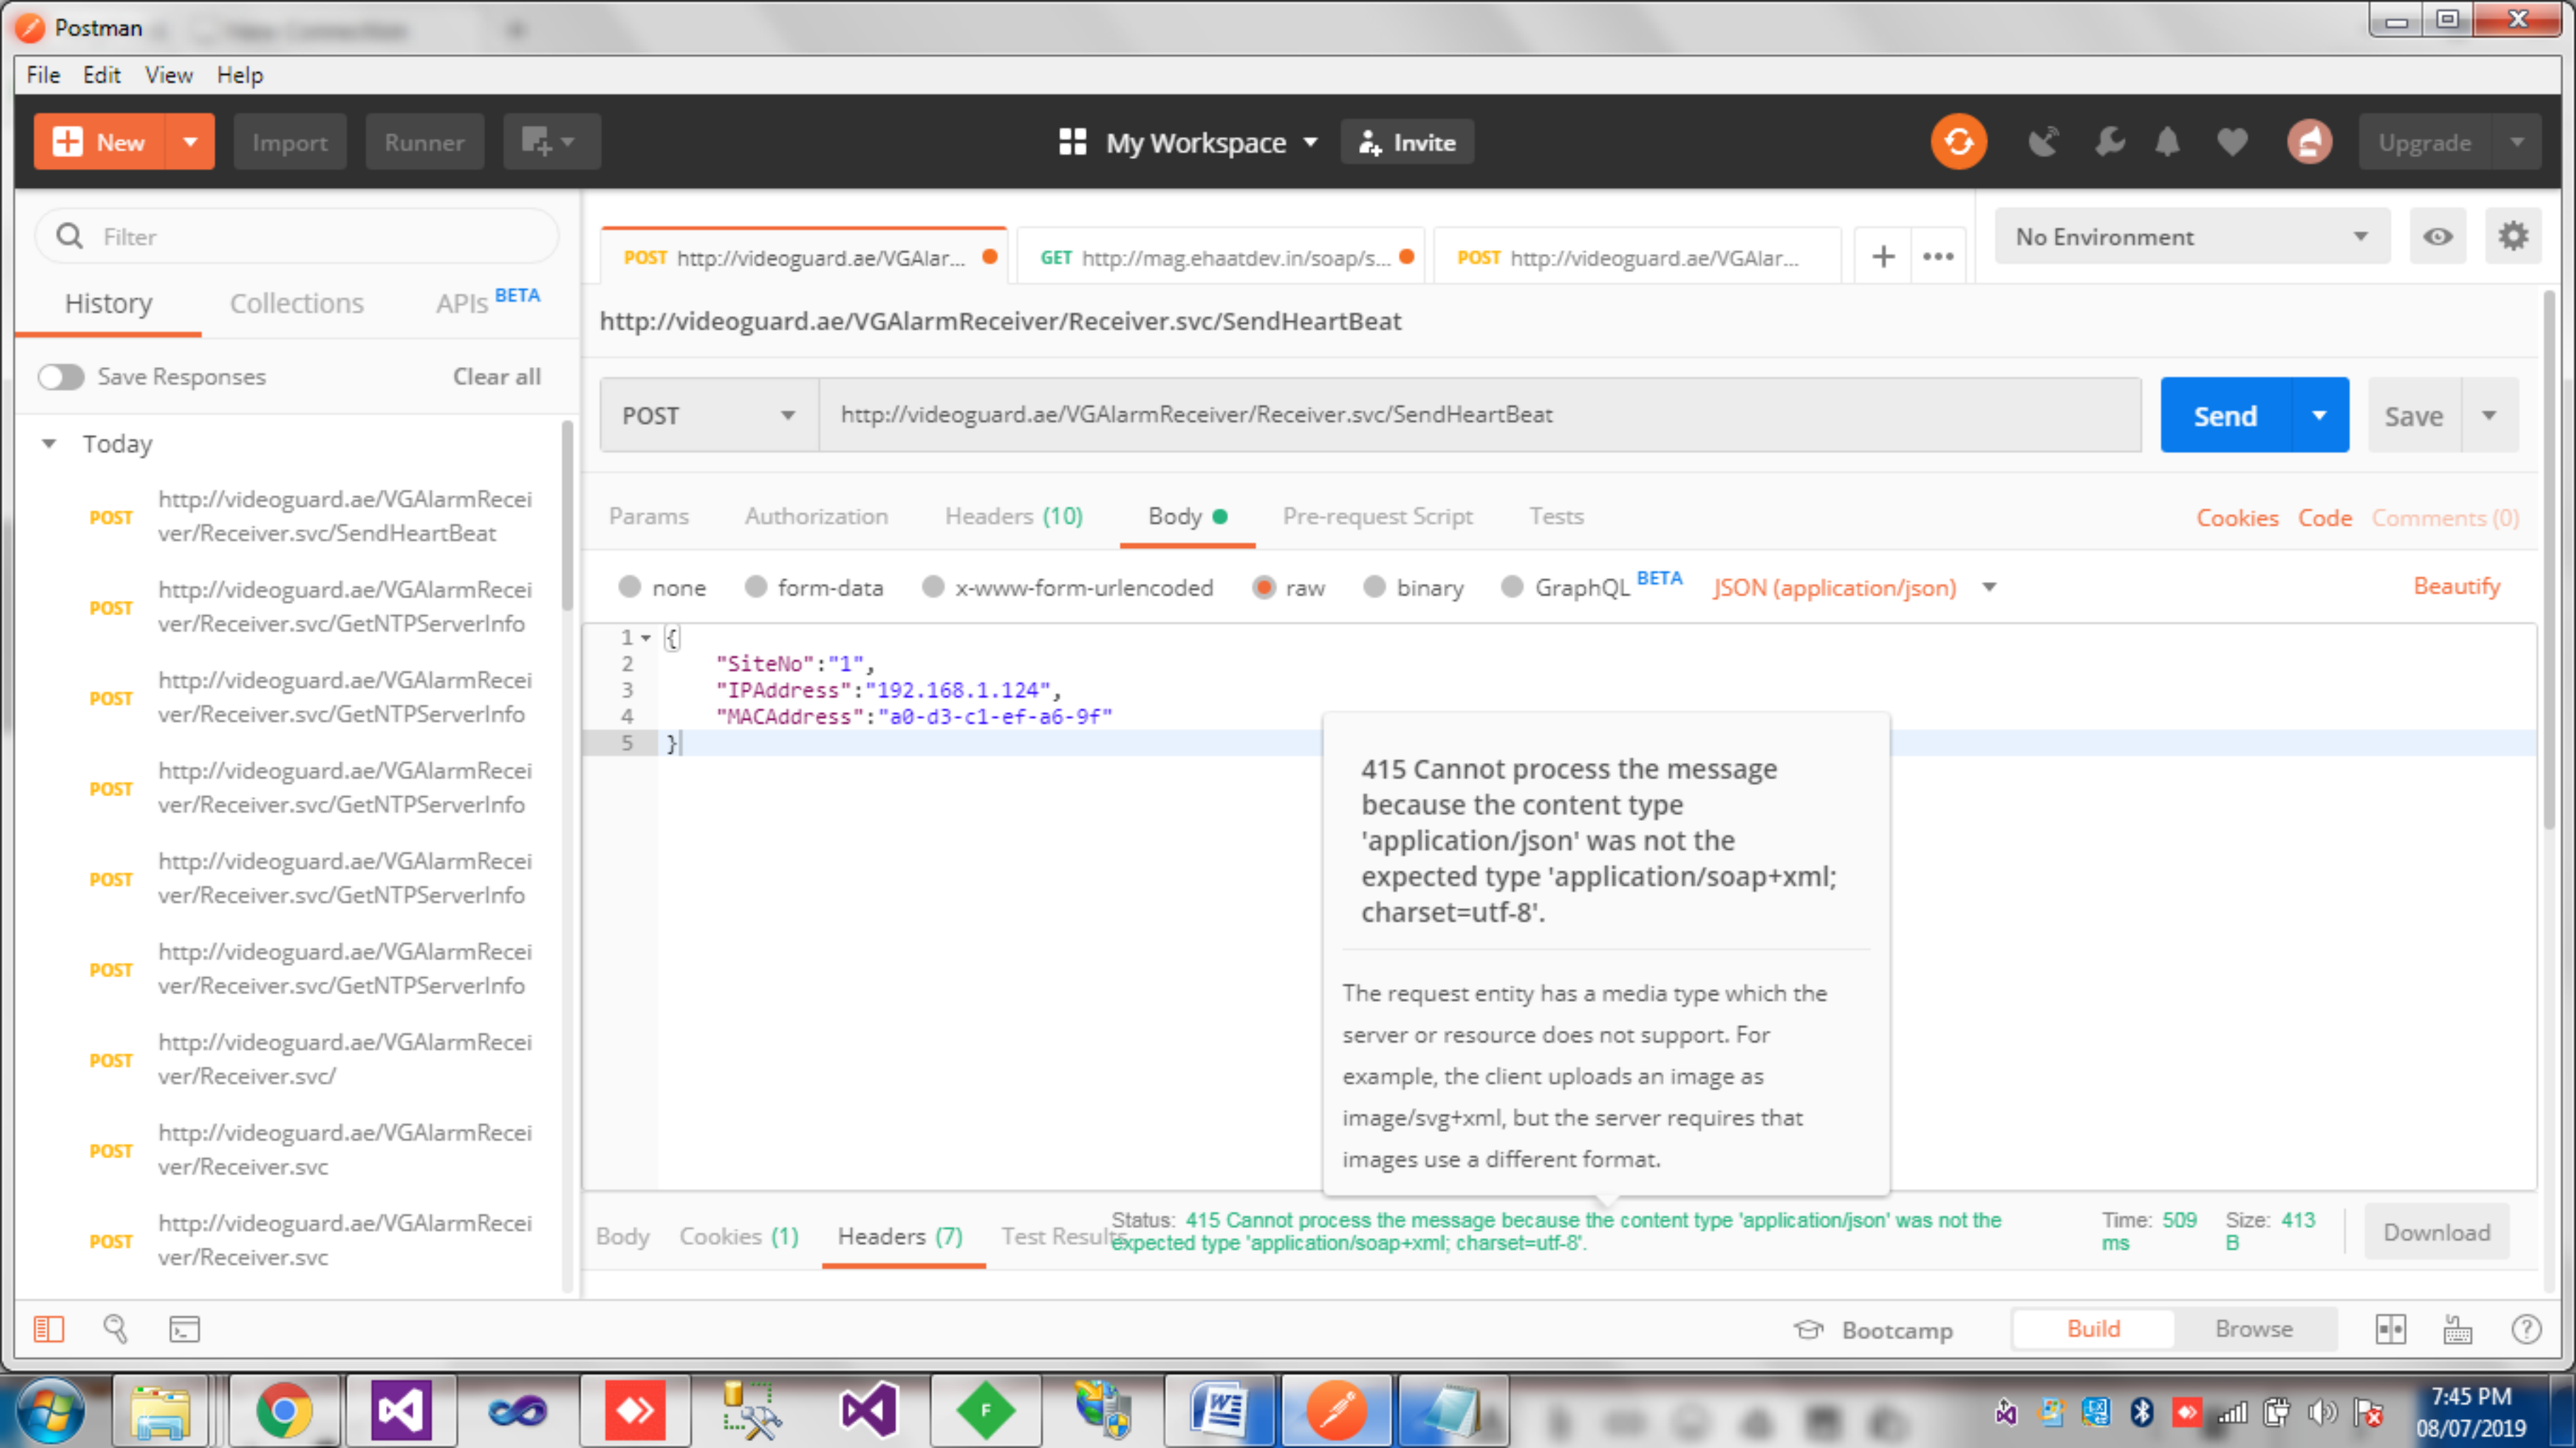 Postman
File Edit View Help
New Import Runner My Workspace Invite Upgrade
Filter
History Collections APIs BETA
Save Responses Clear all
Today
POST http://videoguard.ae/VGAlarmRecei
ver/Receiver.svc/SendHeartBeat
POST http://videoguard.ae/VGAlarmRecei
ver/Receiver.svc/GetNTPServerInfo
POST http://videoguard.ae/VGAlarmRecei
ver/Receiver.svc/GetNTPServerInfo
POST http://videoguard.ae/VGAlarmRecei
ver/Receiver.svc/GetNTPServerInfo
POST http://videoguard.ae/VGAlarmRecei
ver/Receiver.svc/GetNTPServerInfo
POST http://videoguard.ae/VGAlarmRecei
ver/Receiver.svc/GetNTPServerInfo
POST http://videoguard.ae/VGAlarmRecei
ver/Receiver.svc/
POST http://videoguard.ae/VGAlarmRecei
ver/Receiver.svc
POST http://videoguard.ae/VGAlarmRecei
ver/Receiver.svc
POST http://videoguard.ae/VGAlar... GET http://mag.ehaatdev.in/soap/s... POST http://videoguard.ae/VGAlar... + ••• No Environment
http://videoguard.ae/VGAlarmReceiver/Receiver.svc/SendHeartBeat
POST http://videoguard.ae/VGAlarmReceiver/Receiver.svc/SendHeartBeat Send Save
Params Authorization Headers (10) Body Pre-request Script Tests Cookies Code Comments (0)
none form-data x-www-form-urlencoded raw binary GraphQL BETA JSON (application/json) Beautify
1 {
2 "SiteNo":"1",
3 "IPAddress":"192.168.1.124",
4 "MACAddress":"a0-d3-c1-ef-a6-9f"
5 }
415 Cannot process the message
because the content type
'application/json' was not the
expected type 'application/soap+xml;
charset=utf-8'.
The request entity has a media type which the
server or resource does not support. For
example, the client uploads an image as
image/svg+xml, but the server requires that
images use a different format.
Body Cookies (1) Headers (7) Test Results
Status: 415 Cannot process the message because the content type 'application/json' was not the
expected type 'application/soap+xml; charset=utf-8'.
Time: 509
ms
Size: 413
B
Download
Bootcamp Build Browse
F
7:45 PM
08/07/2019